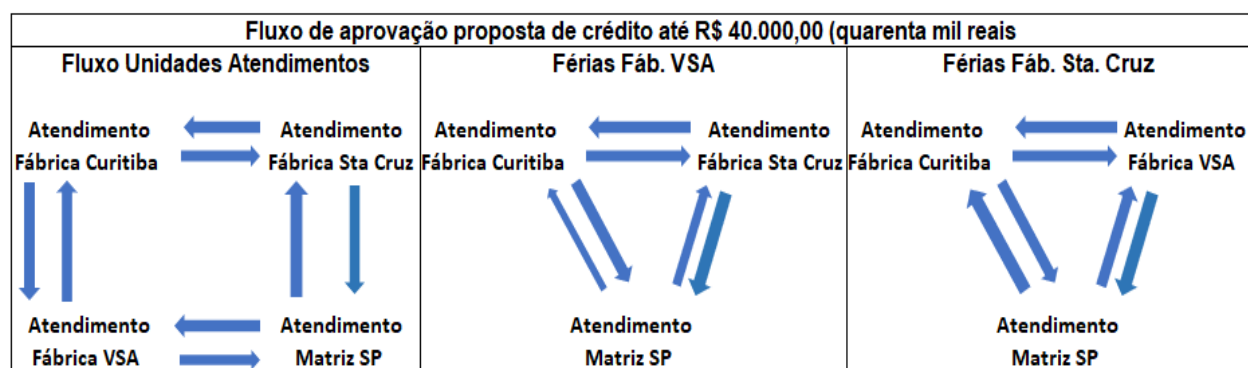 Fluxo de aprovação proposta de crédito até R$ 40.000,00 (quarenta mil reais
Fluxo Unidades Atendimentos
Atendimento
Fábrica Curitiba
Atendimento
Fábrica Sta Cruz
Atendimento
Fábrica VSA
Atendimento
Matriz SP
Férias Fáb. VSA
Atendimento
Fábrica Curitiba
Atendimento
Fábrica Sta Cruz
Atendimento
Matriz SP
Férias Fáb. Sta. Cruz
Atendimento
Fábrica Curitiba
Atendimento
Fábrica VSA
Atendimento
Matriz SP